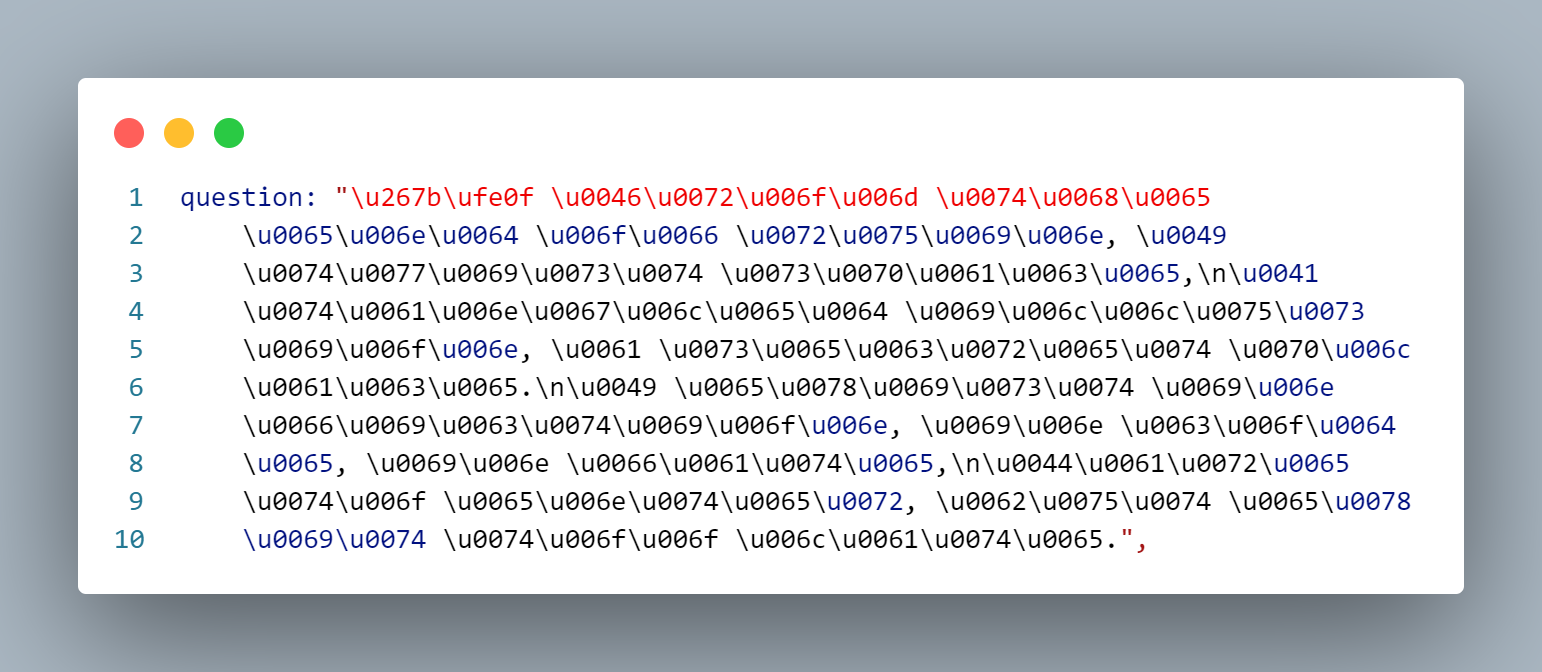 1 question: "\u267b\ufe0f \u0046\u0072\u006f\u006d \u0074\u0068\u0065
2 \u0065\u006e\u0064 \u006f\u0066 \u0072\u0075\u0069\u006e, \u0049
3 \u0074\u0077\u0069\u0073\u0074 \u0073\u0070\u0061\u0063\u0065,\n\u0041
4 \u0074\u0061\u006e\u0067\u006c\u0065\u0064 \u0069\u006c\u006c\u0075\u0073
5 \u0069\u006f\u006e, \u0061 \u0073\u0065\u0063\u0072\u0065\u0074 \u0070\u006c
6 \u0061\u0063\u0065.\n\u0049 \u0065\u0078\u0069\u0073\u0074 \u0069\u006e
7 \u0066\u0069\u0063\u0074\u0069\u006f\u006e, \u0069\u006e \u0063\u006f\u0064
8 \u0065, \u0069\u006e \u0066\u0061\u0074\u0065,\n\u0044\u0061\u0072\u0065
9 \u0074\u006f \u0065\u006e\u0074\u0065\u0072, \u0062\u0075\u0074 \u0065\u0078
10 \u0069\u0074 \u0074\u006f\u006f \u006c\u0061\u0074\u0065.",